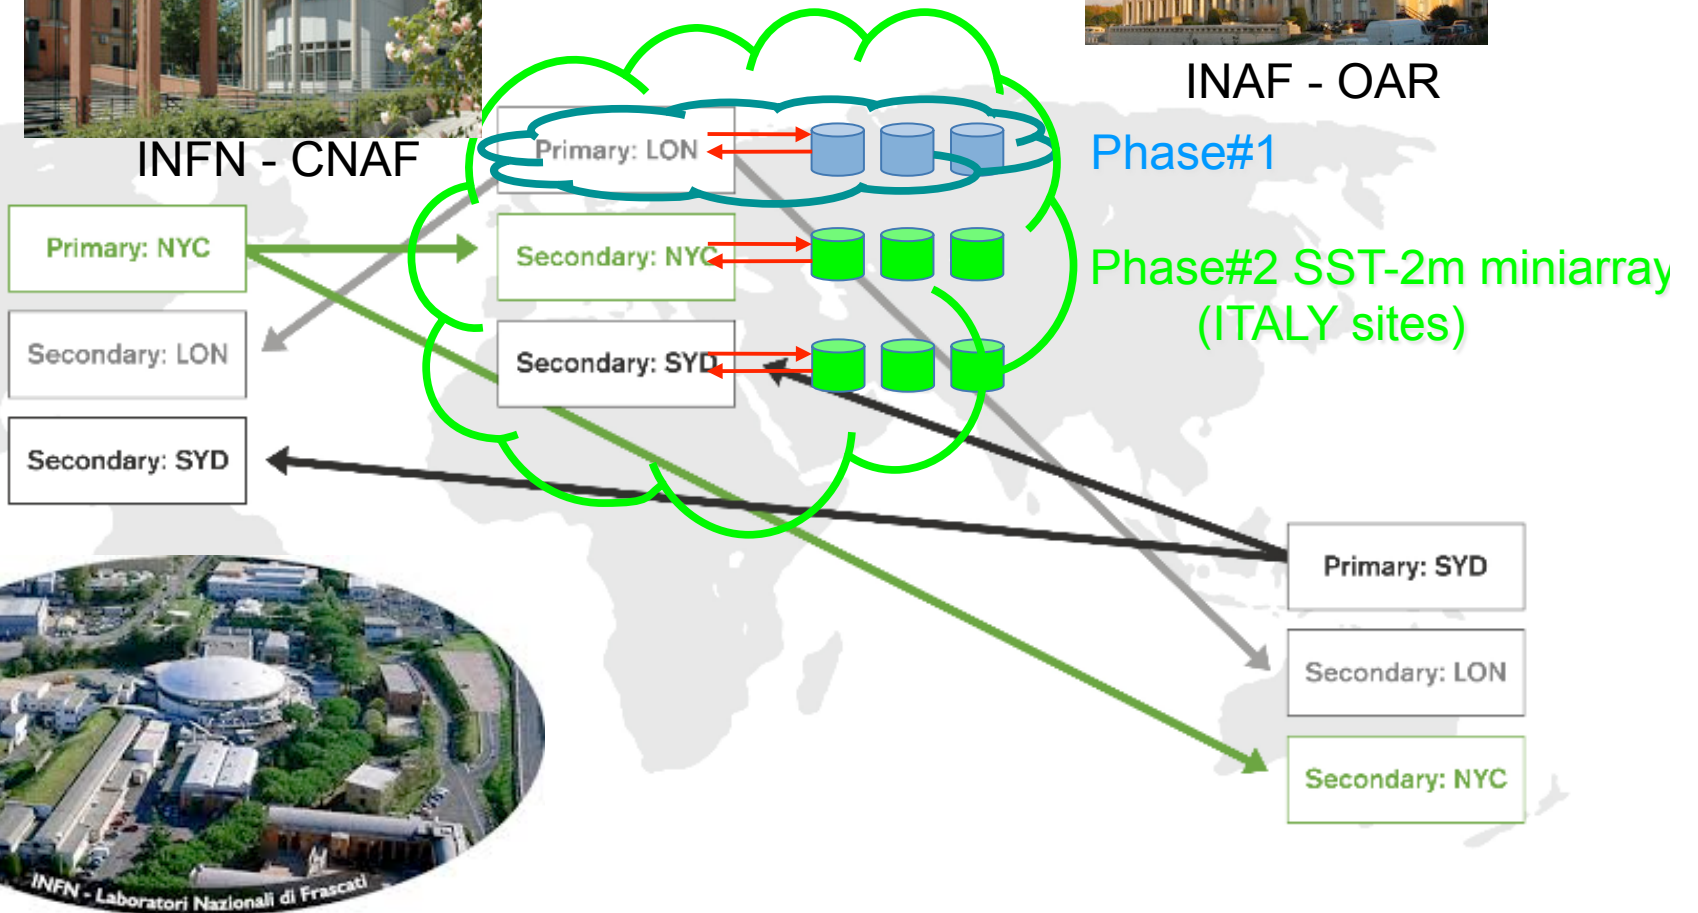 INAF - OAR
INFN - CNAF
Primary: LON
Phase#1
Primary: NYC
Secondary: NYC
Phase#2 SST-2m miniarray
(ITALY sites)
Secondary: LON
Secondary: SYD
Secondary: SYD
Primary: SYD
Secondary: LON
Secondary: NYC
INFN - Laboratori Nazionali di Frascati